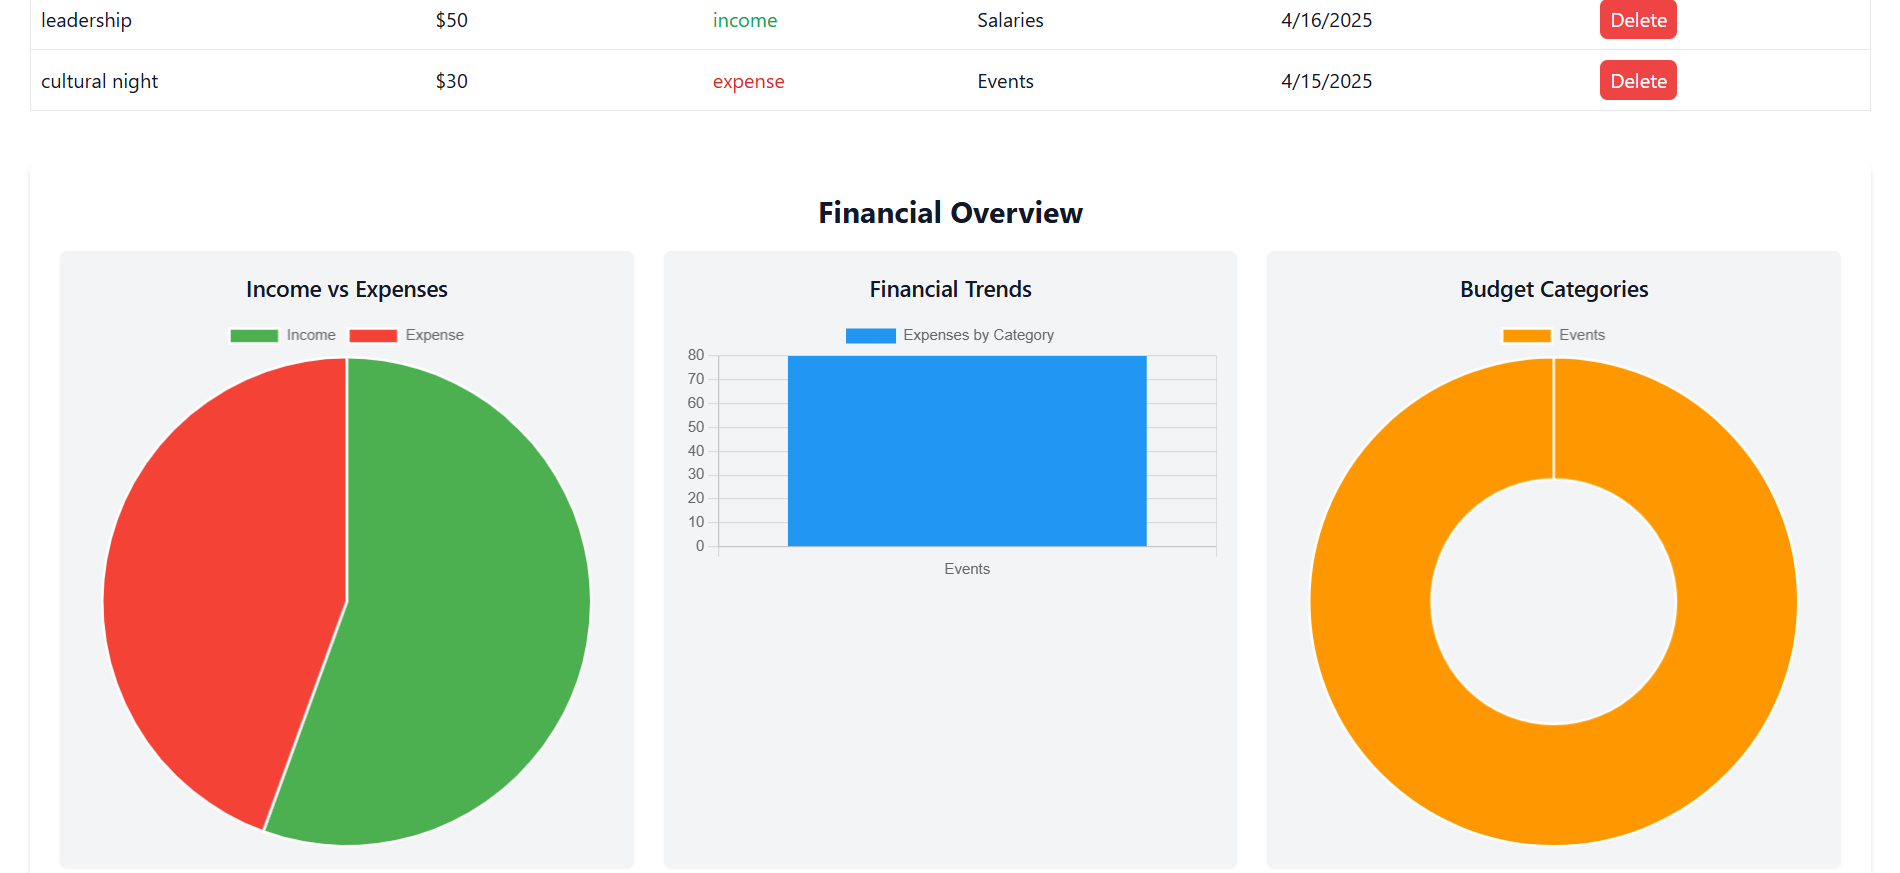 leadership $50 income Salaries 4/16/2025 Delete
cultural night $30 expense Events 4/15/2025 Delete
Financial Overview
Income vs Expenses
Income Expense
Financial Trends
Expenses by Category
80
70
60
50
40
30
20
10
0
Events
Budget Categories
Events